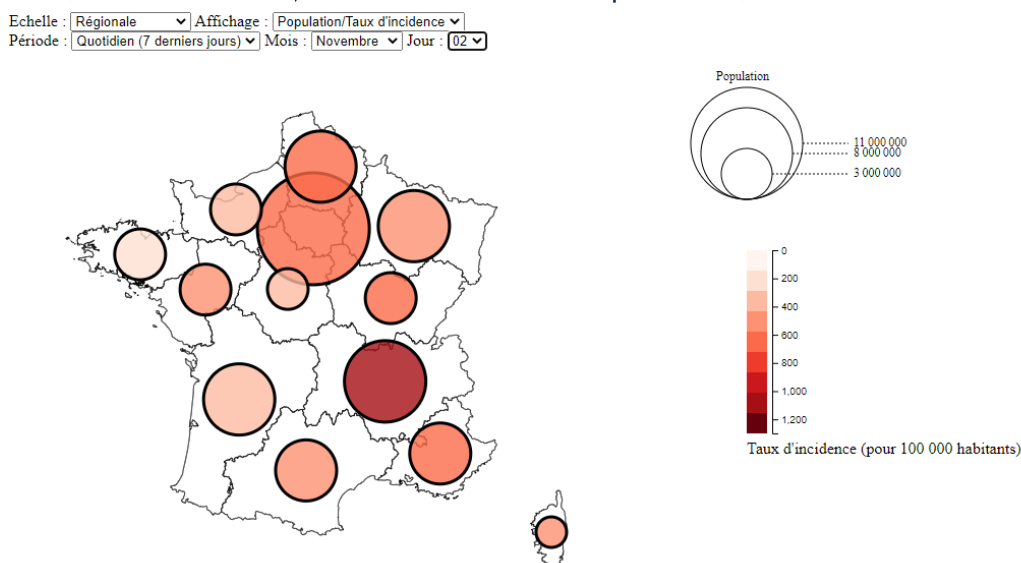 Echelle : Régionale Affichage : Population/Taux d'incidence
Période : Quotidien (7 derniers jours) Mois : Novembre Jour : 02
Population
11 000 000
8 000 000
3 000 000
0
200
400
600
800
1,000
1,200
Taux d'incidence (pour 100 000 habitants)